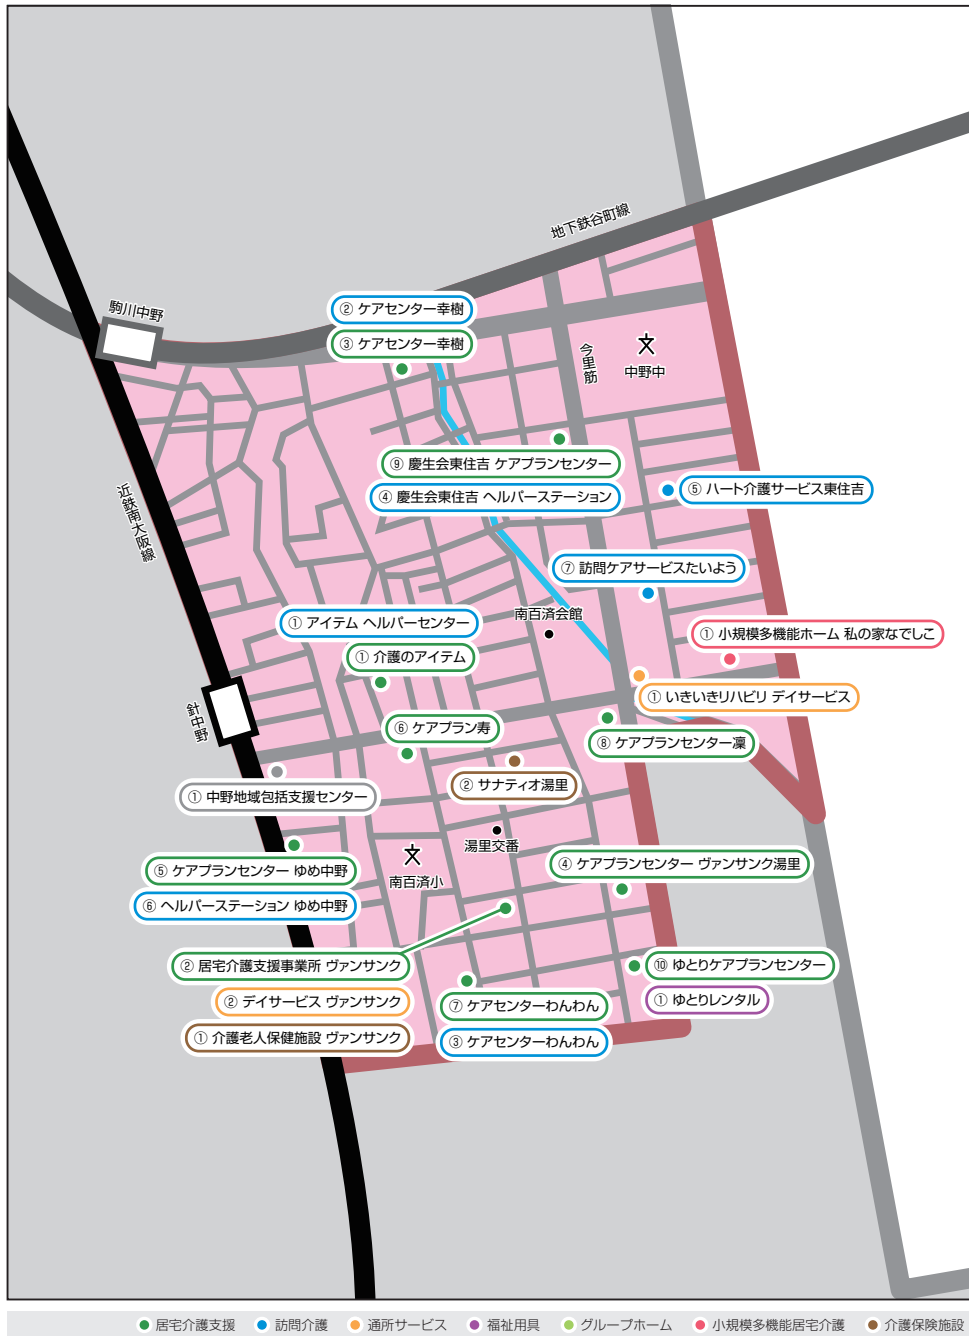 地下鉄谷町線
駒川中野
② ケアセンター幸樹
③ ケアセンター幸樹
今里筋
中野中
⑨ 慶生会東住吉 ケアプランセンター
④ 慶生会東住吉 ヘルパーステーション
⑤ ハート介護サービス東住吉
近鉄南大阪線
⑦ 訪問ケアサービスたいよう
南百済会館
① アイテム ヘルパーセンター
① 介護のアイテム
① 小規模多機能ホーム 私の家なでしこ
① いきいきリハビリ デイサービス
針中野
⑥ ケアプラン寿
⑧ ケアプランセンター凜
② サナティオ湯里
① 中野地域包括支援センター
湯里交番
南百済小
④ ケアプランセンター ヴァンサンク湯里
⑤ ケアプランセンター ゆめ中野
⑥ ヘルパーステーション ゆめ中野
② 居宅介護支援事業所 ヴァンサンク
② デイサービス ヴァンサンク
① 介護老人保健施設 ヴァンサンク
⑩ ゆとりケアプランセンター
① ゆとりレンタル
⑦ ケアセンターわんわん
③ ケアセンターわんわん
居宅介護支援 訪問介護 通所サービス 福祉用具 グループホーム 小規模多機能居宅介護 介護保険施設